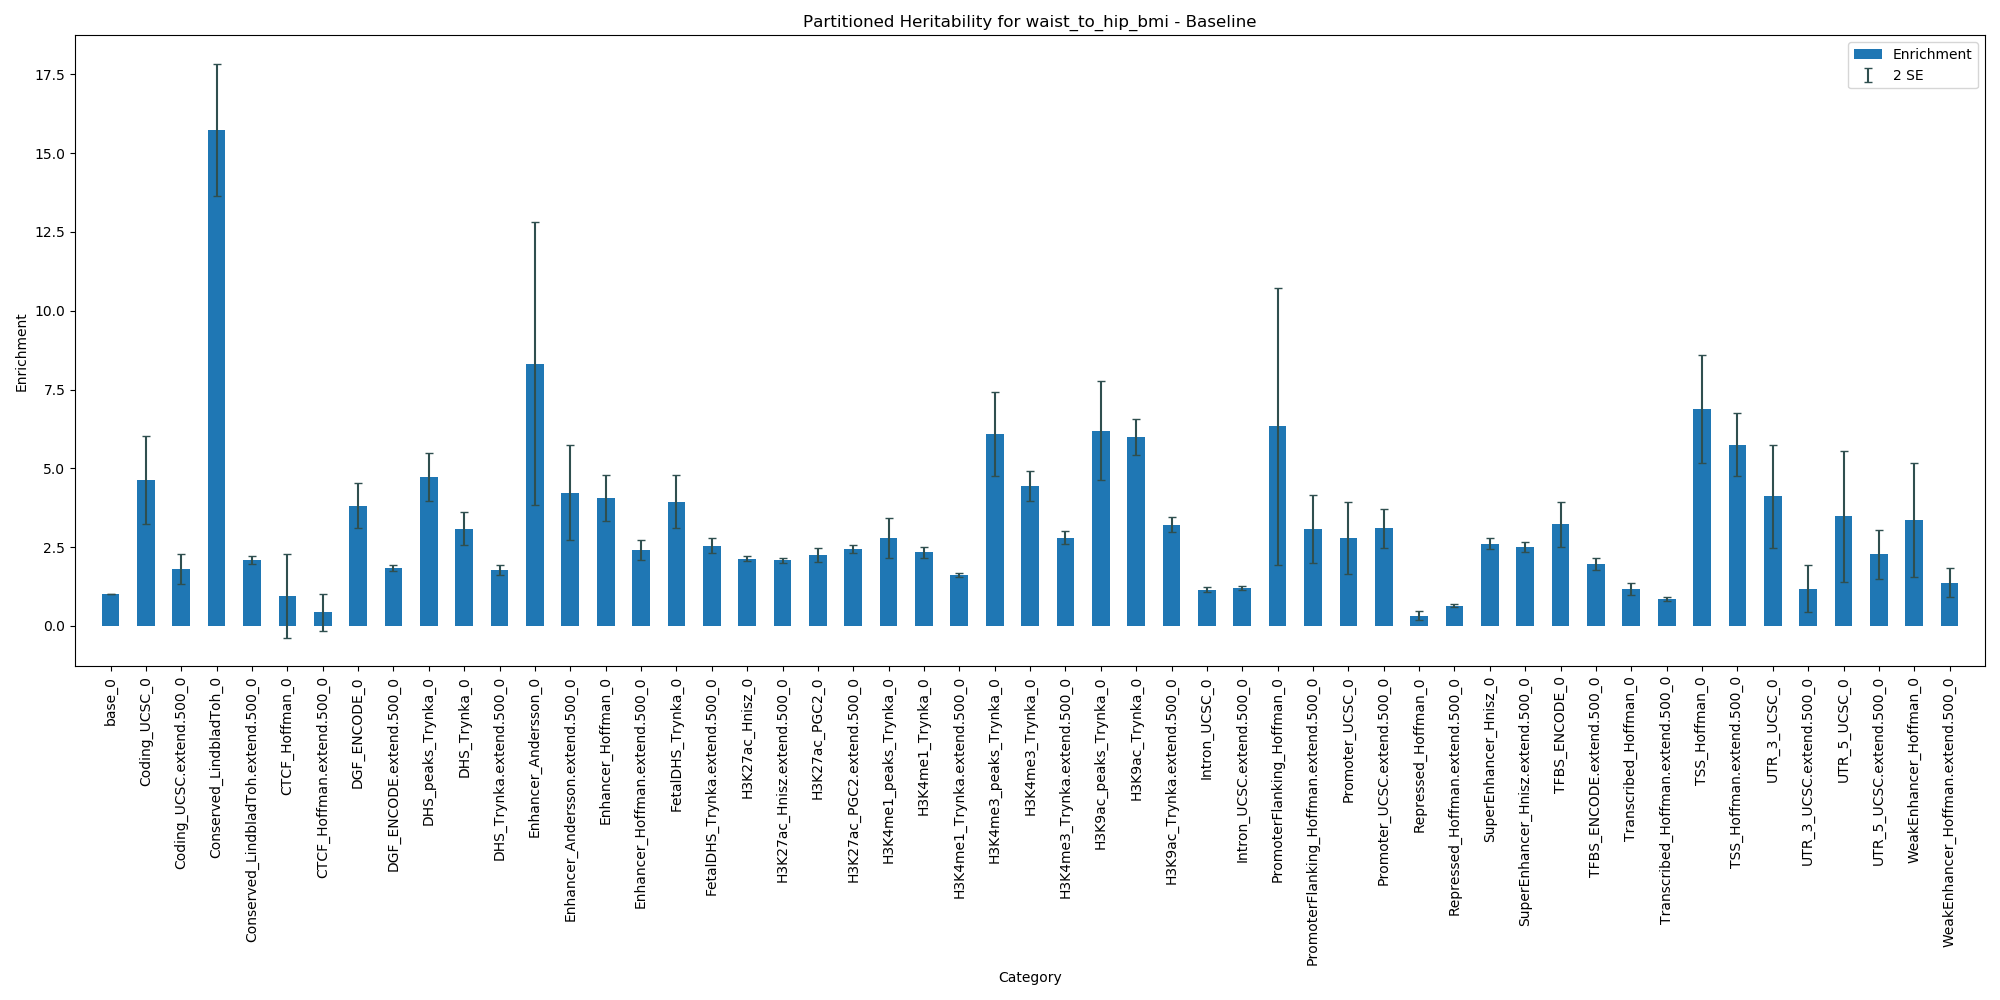 Partitioned Heritability for waist_to_hip_bmi - Baseline
Enrichment
2 SE
Enrichment
17.5
15.0
12.5
10.0
7.5
5.0
2.5
0.0
base_0
Coding_UCSC_0
Coding_UCSC.extend.500_0
Conserved_LindbladToh_0
Conserved_LindbladToh.extend.500_0
CTCF_Hoffman_0
CTCF_Hoffman.extend.500_0
DGF_ENCODE_0
DGF_ENCODE.extend.500_0
DHS_peaks_Trynka_0
DHS_Trynka_0
DHS_Trynka.extend.500_0
Enhancer_Andersson_0
Enhancer_Andersson.extend.500_0
Enhancer_Hoffman_0
Enhancer_Hoffman.extend.500_0
FetalDHS_Trynka_0
FetalDHS_Trynka.extend.500_0
H3K27ac_Hnisz_0
H3K27ac_Hnisz.extend.500_0
H3K27ac_PGC2_0
H3K27ac_PGC2.extend.500_0
H3K4me1_peaks_Trynka_0
H3K4me1_Trynka_0
H3K4me1_Trynka.extend.500_0
H3K4me3_peaks_Trynka_0
H3K4me3_Trynka_0
H3K4me3_Trynka.extend.500_0
H3K9ac_peaks_Trynka_0
H3K9ac_Trynka_0
H3K9ac_Trynka.extend.500_0
Intron_UCSC_0
Intron_UCSC.extend.500_0
PromoterFlanking_Hoffman_0
PromoterFlanking_Hoffman.extend.500_0
Promoter_UCSC_0
Promoter_UCSC.extend.500_0
Repressed_Hoffman_0
Repressed_Hoffman.extend.500_0
SuperEnhancer_Hnisz_0
SuperEnhancer_Hnisz.extend.500_0
TFBS_ENCODE_0
TFBS_ENCODE.extend.500_0
Transcribed_Hoffman_0
Transcribed_Hoffman.extend.500_0
TSS_Hoffman_0
TSS_Hoffman.extend.500_0
UTR_3_UCSC_0
UTR_3_UCSC.extend.500_0
UTR_5_UCSC_0
UTR_5_UCSC.extend.500_0
WeakEnhancer_Hoffman_0
WeakEnhancer_Hoffman.extend.500_0
Category